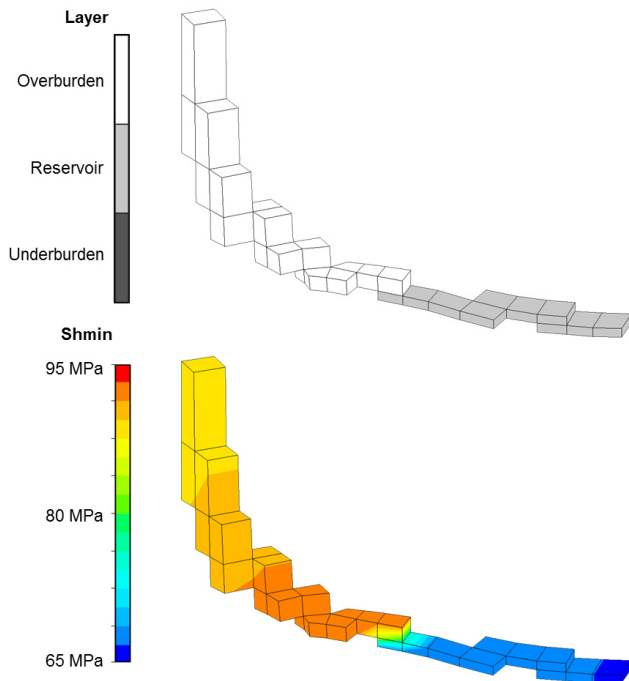 Layer
Overburden
Reservoir
Underburden
Shmin
95 MPa
80 MPa
65 MPa